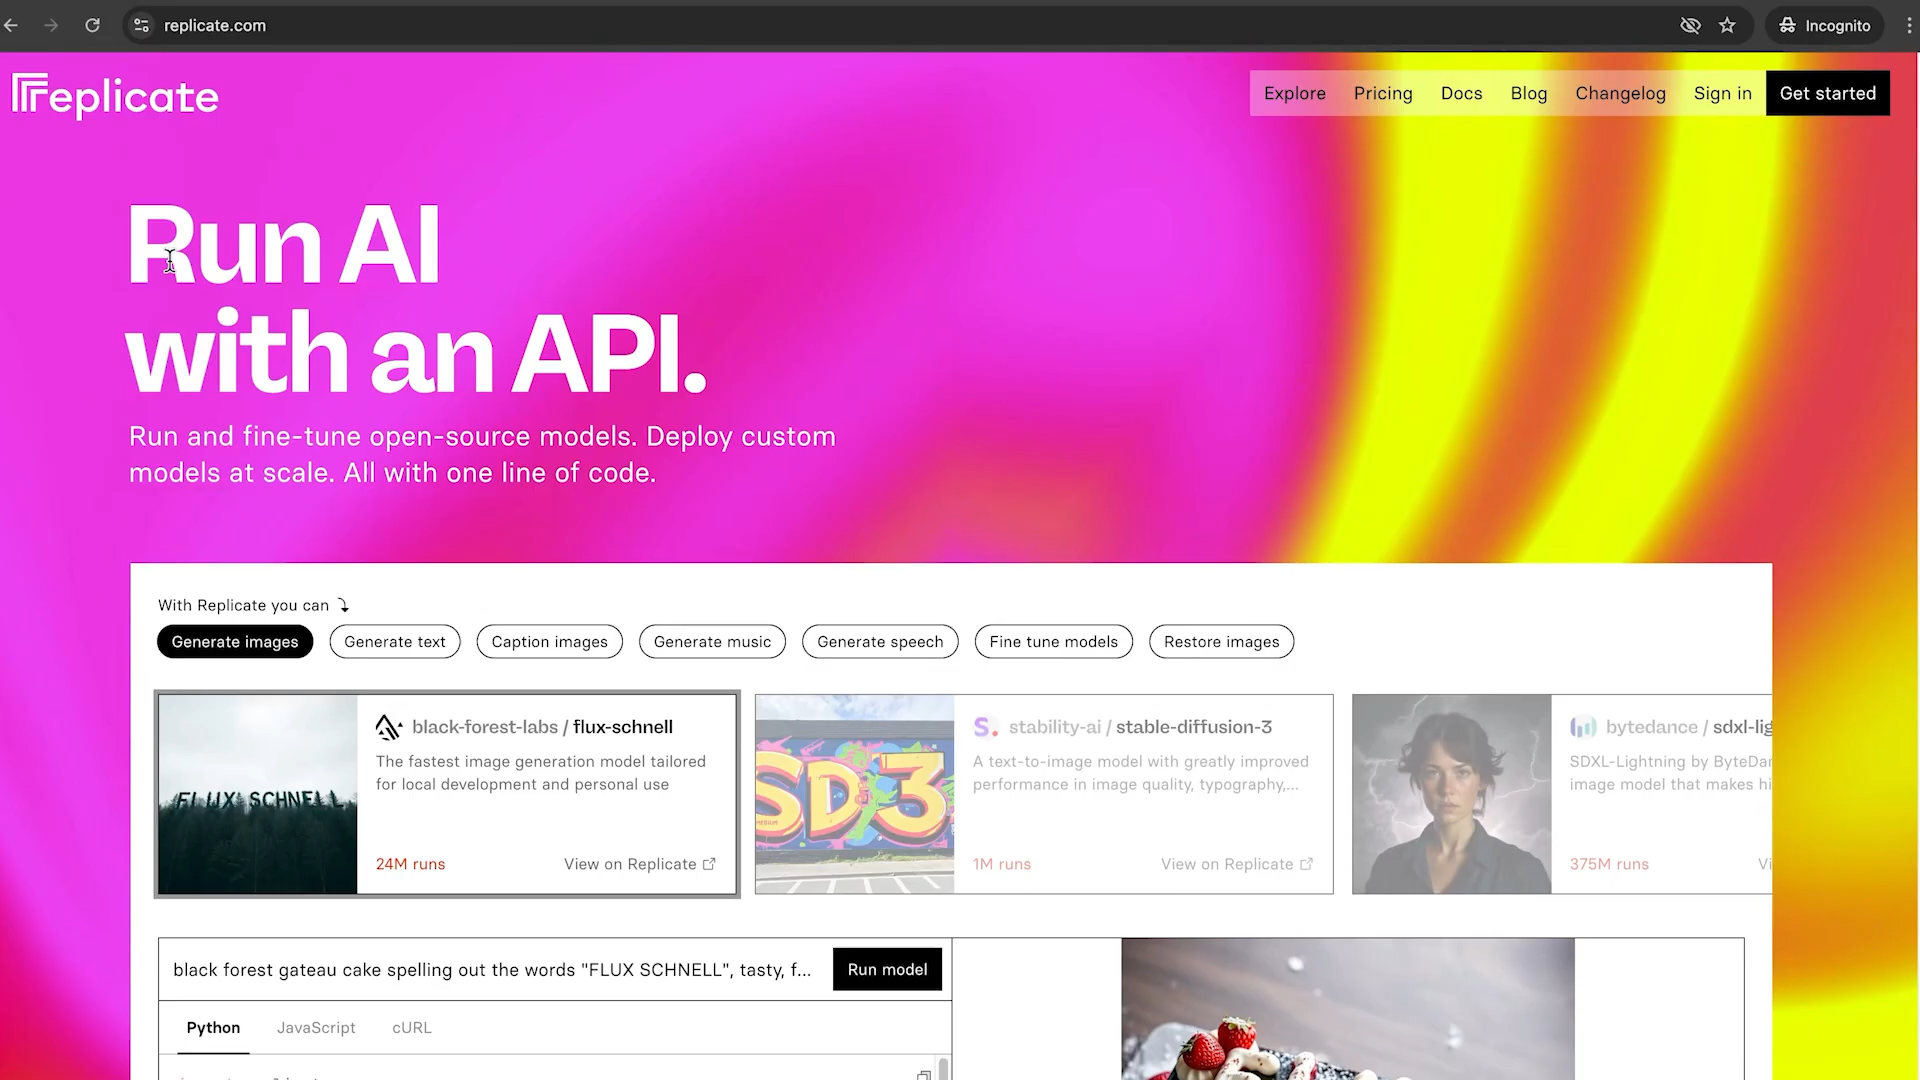 replicate.com
Incognito
replicate
Explore Pricing Docs Blog Changelog Sign in Get started
Run AI
with an API.
Run and fine-tune open-source models. Deploy custom
models at scale. All with one line of code.
With Replicate you can
Generate images Generate text Caption images Generate music Generate speech Fine tune models Restore images
black-forest-labs / flux-schnell
The fastest image generation model tailored
for local development and personal use
24M runs View on Replicate
FLUX SCHNELL
stability-ai / stable-diffusion-3
A text-to-image model with greatly improved
performance in image quality, typography,...
1M runs View on Replicate
SD3
bytedance / sdxl-lig
SDXL-Lightning by ByteDan
image model that makes hi
375M runs Vi
black forest gateau cake spelling out the words "FLUX SCHNELL", tasty, f... Run model
Python JavaScript cURL